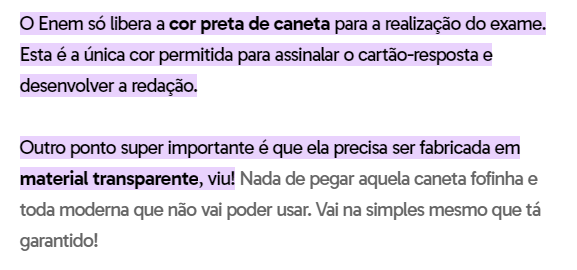 O Enem só libera a cor preta de caneta para a realização do exame.
Esta é a única cor permitida para assinalar o cartão-resposta e
desenvolver a redação.
Outro ponto super importante é que ela precisa ser fabricada em
material transparente, viu! Nada de pegar aquela caneta fofinha e
toda moderna que não vai poder usar. Vai na simples mesmo que tá
garantido!